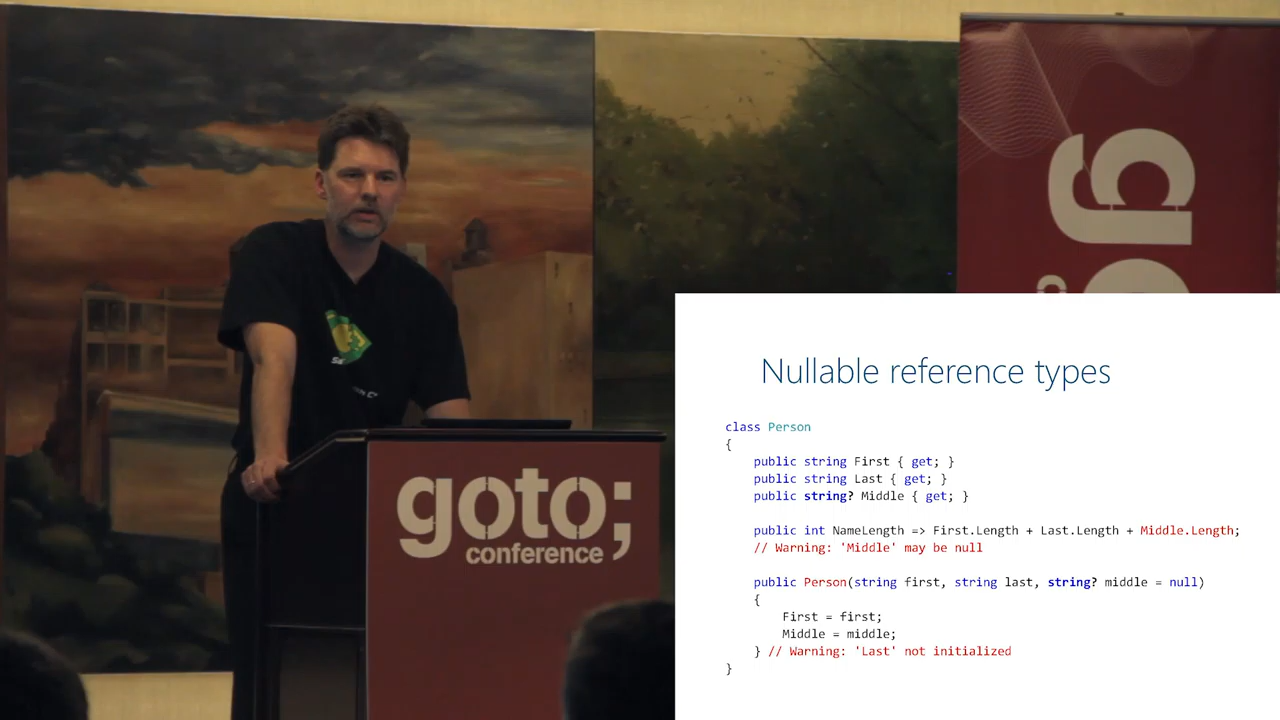 go
goto;
conference
Nullable reference types
class Person
{
    public string First { get; }
    public string Last { get; }
    public string? Middle { get; }
    public int NameLength => First.Length + Last.Length + Middle.Length;
    // Warning: 'Middle' may be null
    public Person(string first, string last, string? middle = null)
    {
        First = first;
        Middle = middle;
    } // Warning: 'Last' not initialized
}